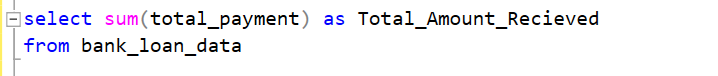 select sum(total_payment) as Total_Amount_Recieved
from bank_loan_data